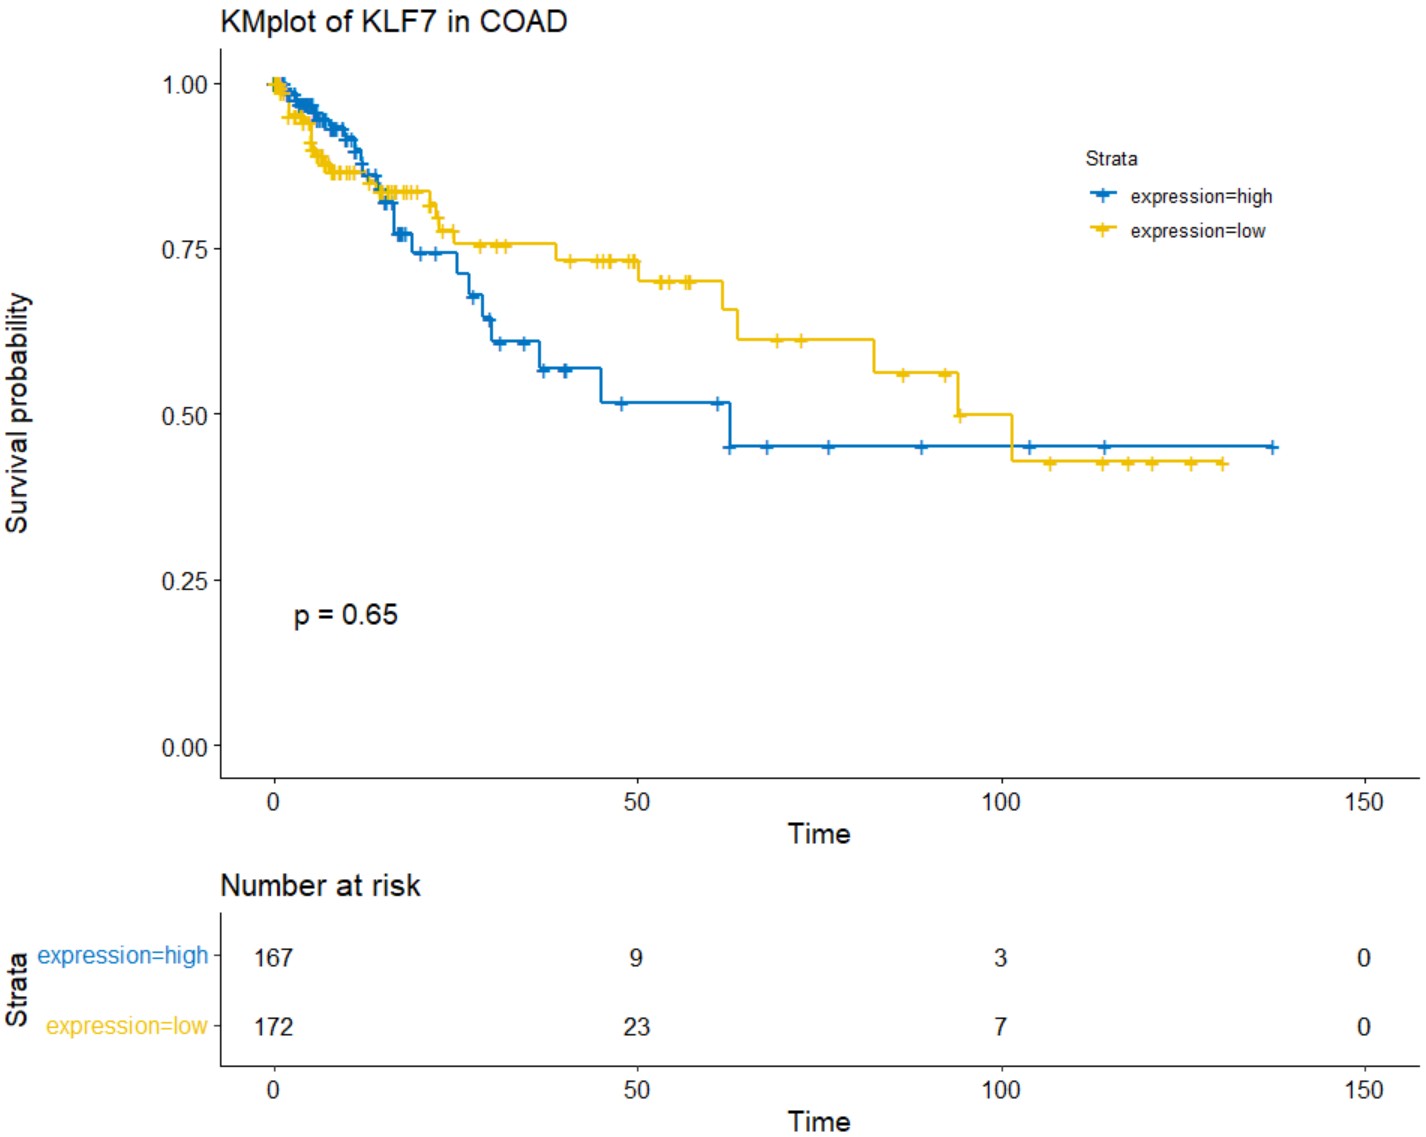 KMplot of KLF7 in COAD
Survival probability
1.00
0.75
0.50
0.25
0.00
Strata
expression=high
expression=low
p = 0.65
0 50 100 150
Time
Number at risk
Strata
expression=high 167 9 3 0
expression=low 172 23 7 0
0 50 100 150
Time